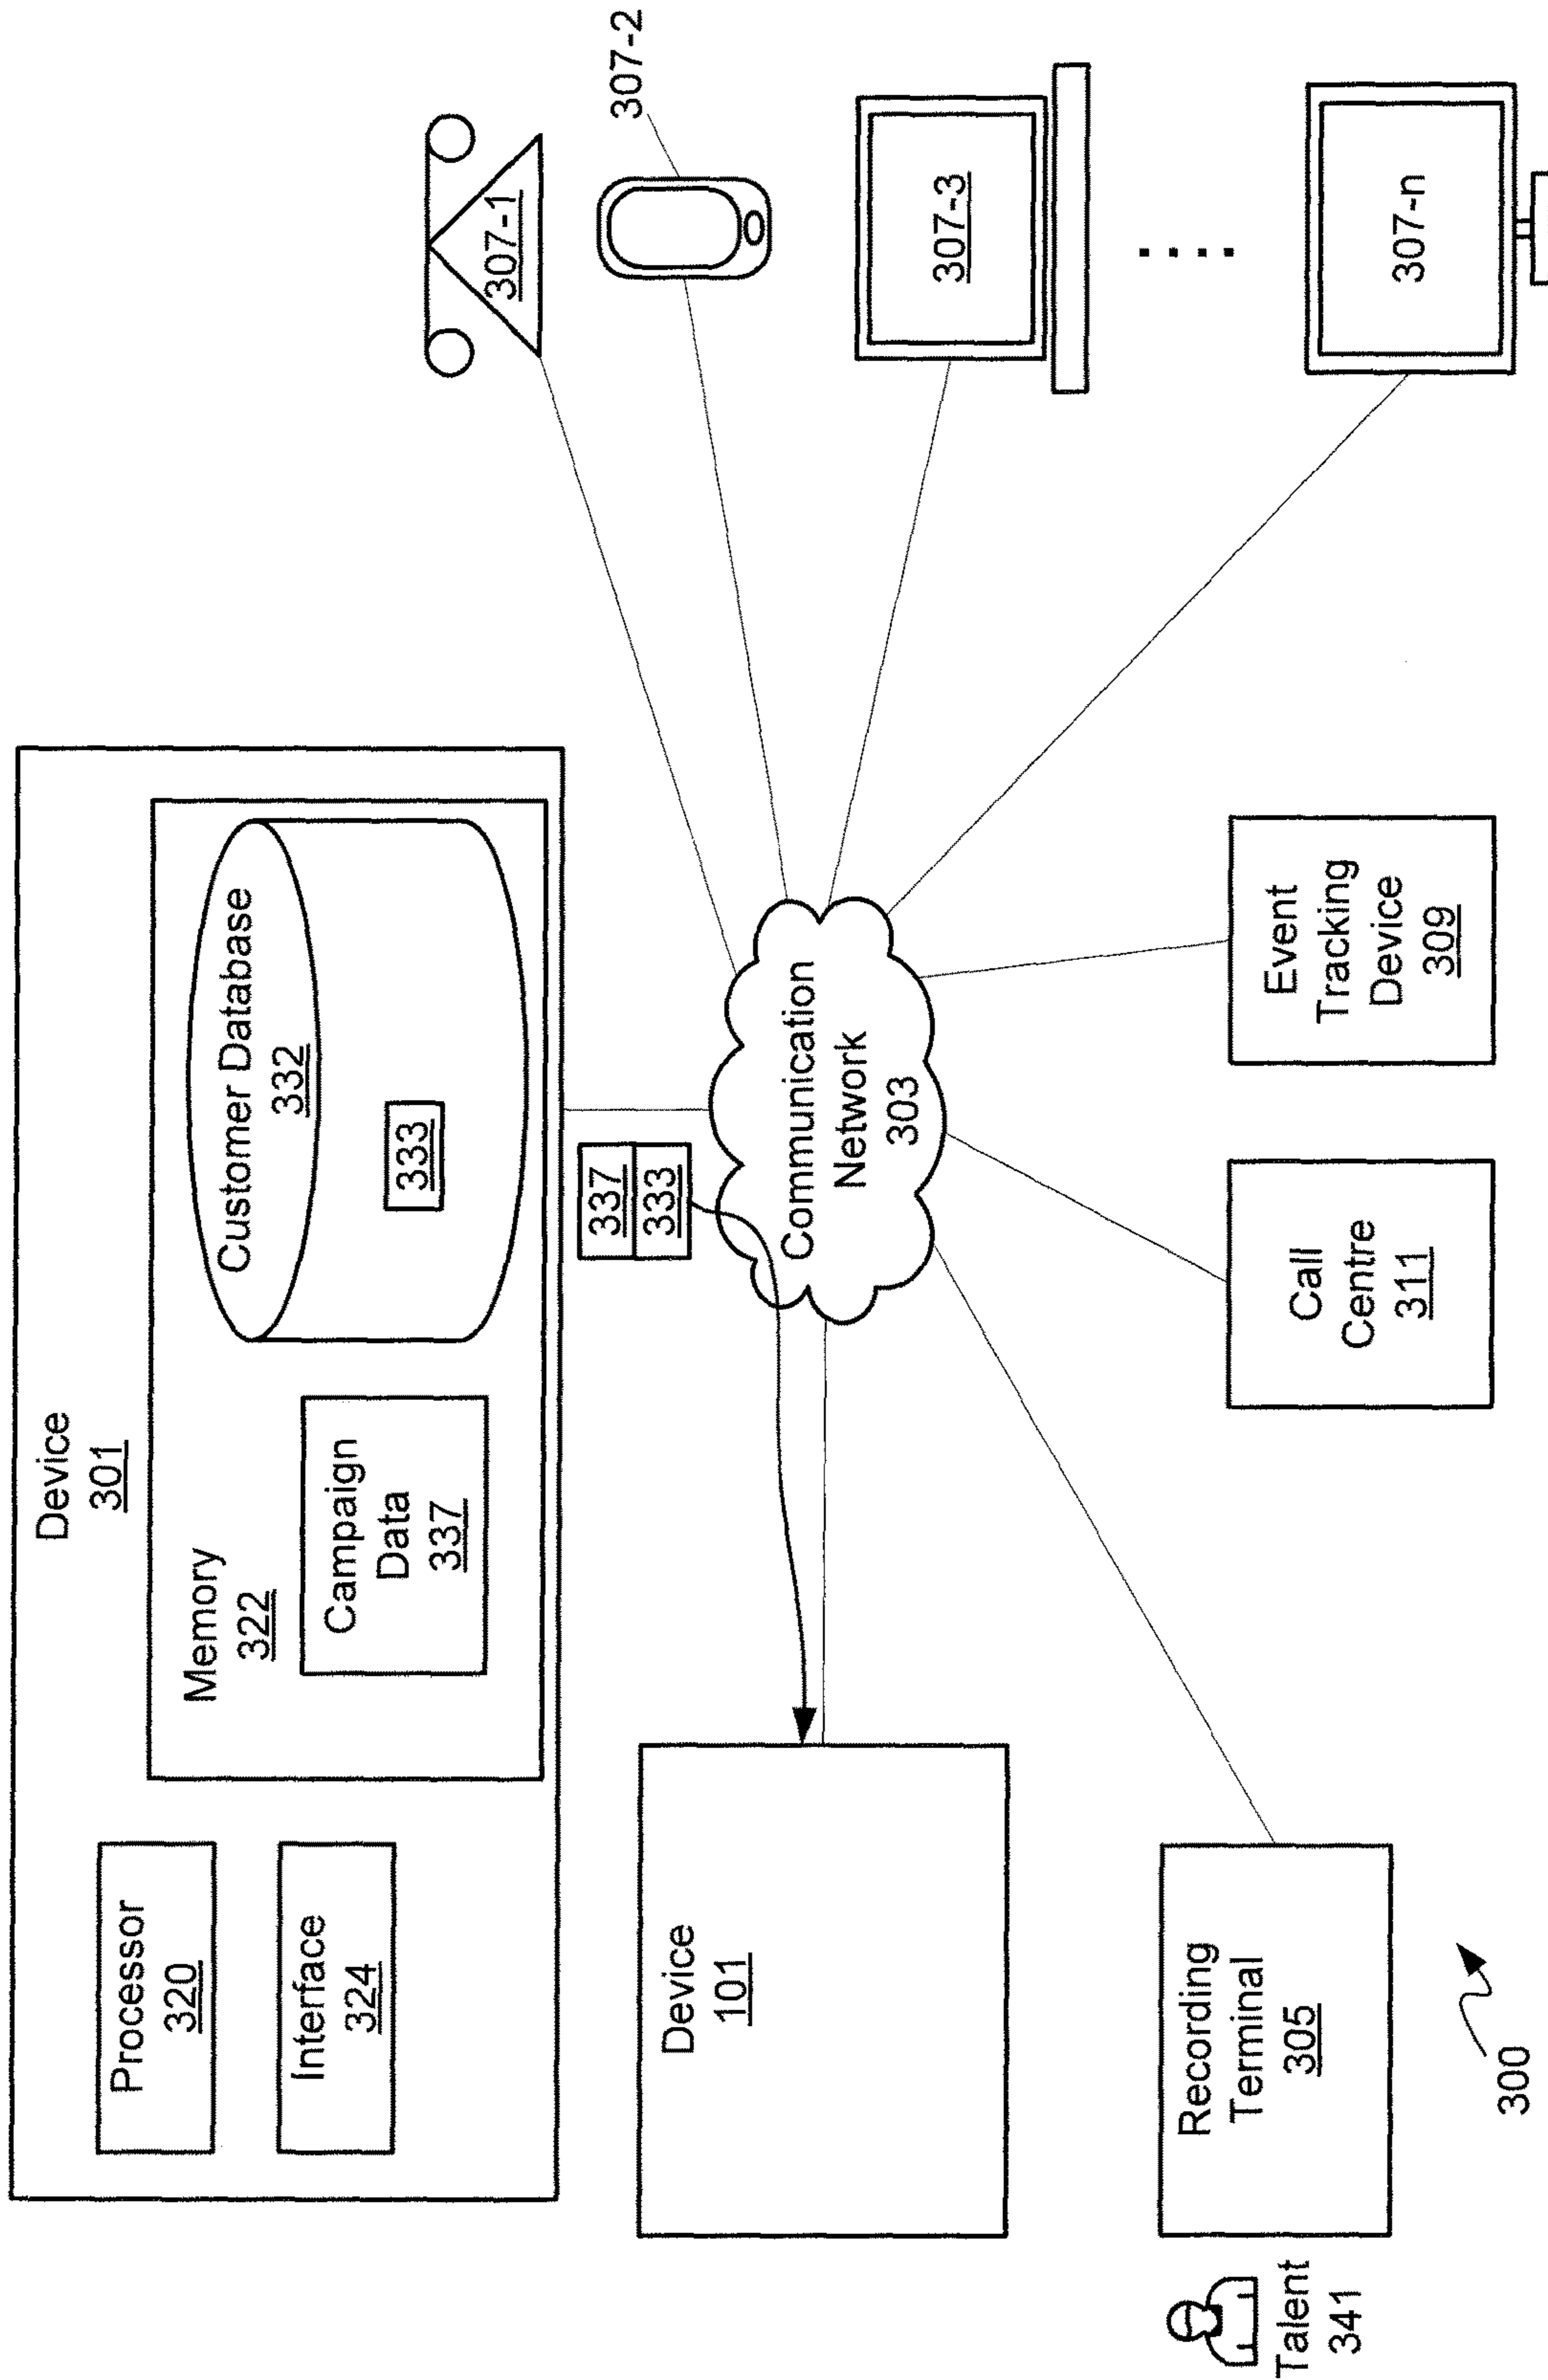 Device
301
Processor
320
Interface
324
Memory
322
Campaign
Data
337
Customer Database
332
333
337
333
Device
101
Communication
Network
303
307-1
307-2
307-3
307-n
Talent
341
Recording
Terminal
305
Call
Centre
311
Event
Tracking
Device
309
300